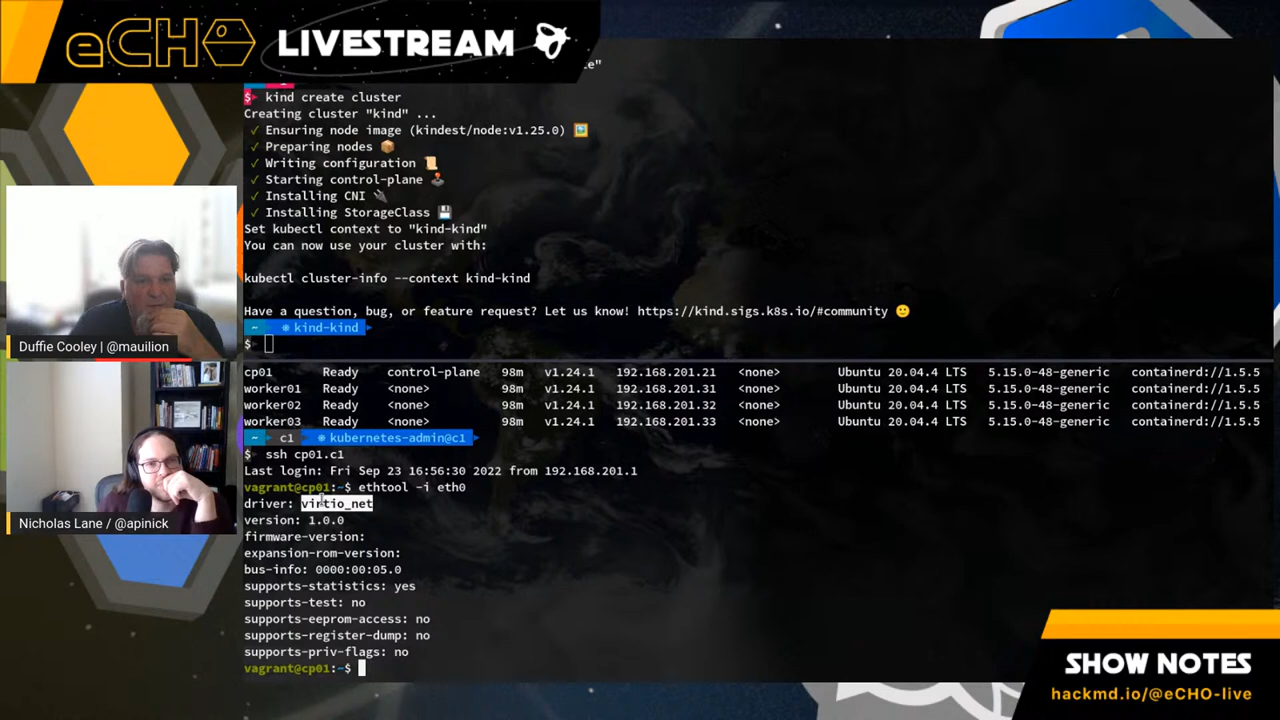 eCHO LIVESTREAM
te"
$ kind create cluster
Creating cluster "kind" ...
✓ Ensuring node image (kindest/node:v1.25.0) 🖼️
✓ Preparing nodes 📦
✓ Writing configuration 📜
✓ Starting control-plane 🕹️
✓ Installing CNI 🔌
✓ Installing StorageClass 💾
Set kubectl context to "kind-kind"
You can now use your cluster with:
kubectl cluster-info --context kind-kind
Have a question, bug, or feature request? Let us know! https://kind.sigs.k8s.io/#community 🙂
~ ⎈ kind-kind
$
Duffie Cooley | @mauilion
cp01 Ready control-plane 98m v1.24.1 192.168.201.21 <none> Ubuntu 20.04.4 LTS 5.15.0-48-generic containerd://1.5.5
worker01 Ready <none> 98m v1.24.1 192.168.201.31 <none> Ubuntu 20.04.4 LTS 5.15.0-48-generic containerd://1.5.5
worker02 Ready <none> 98m v1.24.1 192.168.201.32 <none> Ubuntu 20.04.4 LTS 5.15.0-48-generic containerd://1.5.5
worker03 Ready <none> 98m v1.24.1 192.168.201.33 <none> Ubuntu 20.04.4 LTS 5.15.0-48-generic containerd://1.5.5
~ c1 ⎈ kubernetes-admin@c1
$ ssh cp01.c1
Last login: Fri Sep 23 16:56:30 2022 from 192.168.201.1
vagrant@cp01:~$ ethtool -i eth0
driver: virtio_net
version: 1.0.0
firmware-version:
expansion-rom-version:
bus-info: 0000:00:05.0
supports-statistics: yes
supports-test: no
supports-eeprom-access: no
supports-register-dump: no
supports-priv-flags: no
vagrant@cp01:~$
Nicholas Lane / @apinick
SHOW NOTES
hackmd.io/@eCHO-live